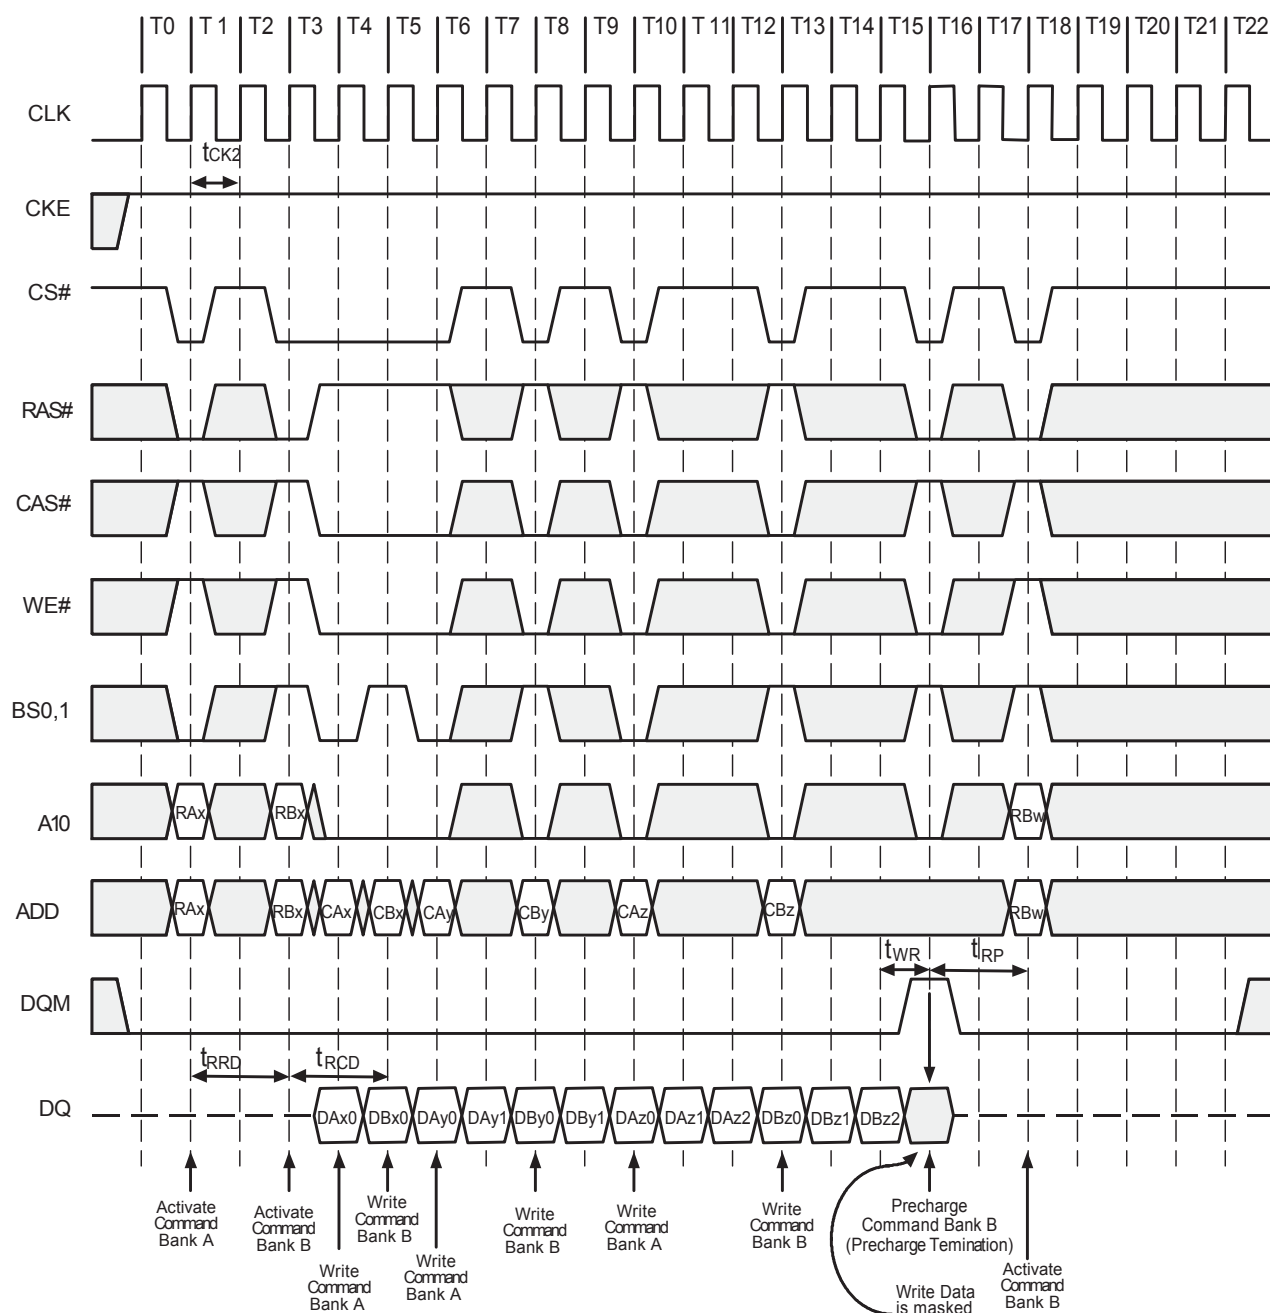 T0 T 1 T2 T3 T4 T5 T6 T7 T8 T9 T10 T 11 T12 T13 T14 T15 T16 T17 T18 T19 T20 T21 T22
CLK
tCK2
CKE
CS#
RAS#
CAS#
WE#
BS0,1
A10
RAx RBx RBw
ADD
RAx RBx CAx CBx CAy CBy CAz CBz RBw
tWR tRP
DQM
tRRD tRCD
DQ
DAx0 DBx0 DAy0 DAy1 DBy0 DBy1 DAz0 DAz1 DAz2 DBz0 DBz1 DBz2
Activate
Command
Bank A
Activate
Command
Bank B
Write
Command
Bank A
Write
Command
Bank B
Write
Command
Bank A
Write
Command
Bank B
Write
Command
Bank A
Write
Command
Bank B
Precharge
Command Bank B
(Precharge Temination)
Write Data
is masked
Activate
Command
Bank B